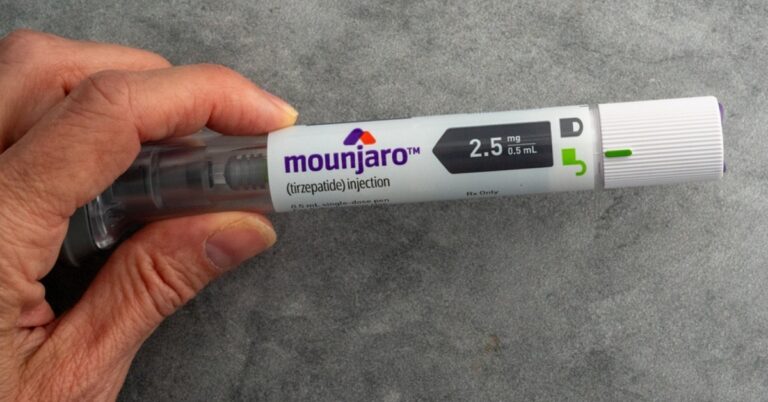 mounjaro™
(tirzepatide) injection
0.5 mL single-dose pen
2.5 mg
0.5 mL
Rx Only